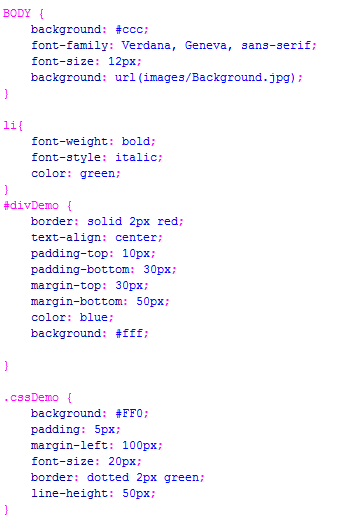 BODY {
    background: #ccc;
    font-family: Verdana, Geneva, sans-serif;
    font-size: 12px;
    background: url(images/Background.jpg);
}

li{
    font-weight: bold;
    font-style: italic;
    color: green;
}
#divDemo {
    border: solid 2px red;
    text-align: center;
    padding-top: 10px;
    padding-bottom: 30px;
    margin-top: 30px;
    margin-bottom: 50px;
    color: blue;
    background: #fff;

}

.cssDemo {
    background: #FF0;
    padding: 5px;
    margin-left: 100px;
    font-size: 20px;
    border: dotted 2px green;
    line-height: 50px;
}